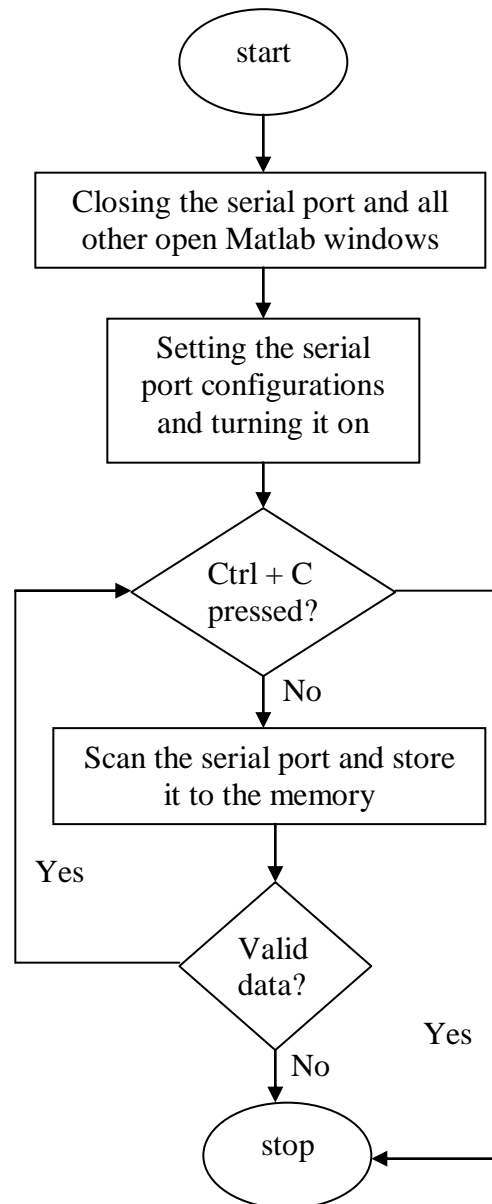 start
Closing the serial port and all
other open Matlab windows
Setting the serial
port configurations
and turning it on
Ctrl + C
pressed?
No
Scan the serial port and store
it to the memory
Yes
Valid
data?
Yes
No
stop